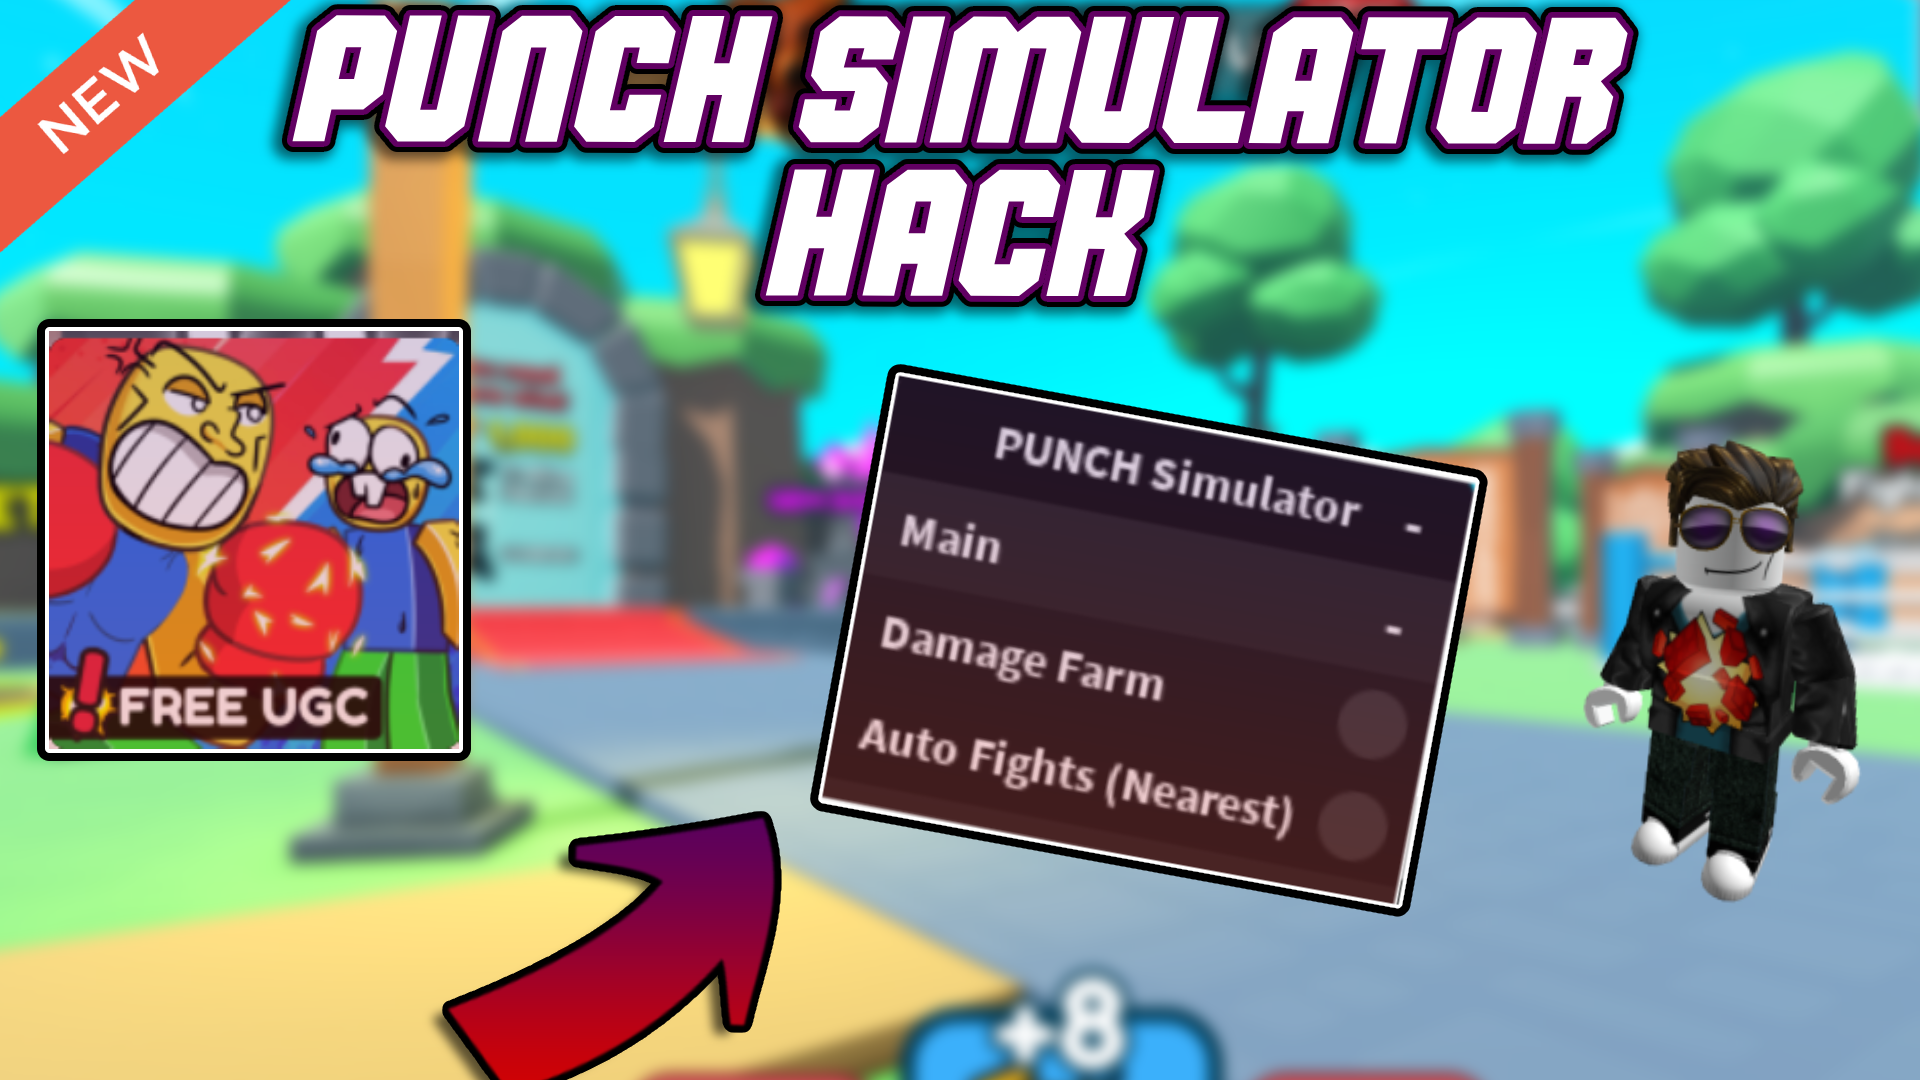 NEW
PUNCH SIMULATOR
HACK
PUNCH Simulator -
Main -
Damage Farm
Auto Fights (Nearest)
FREE UGC
+8